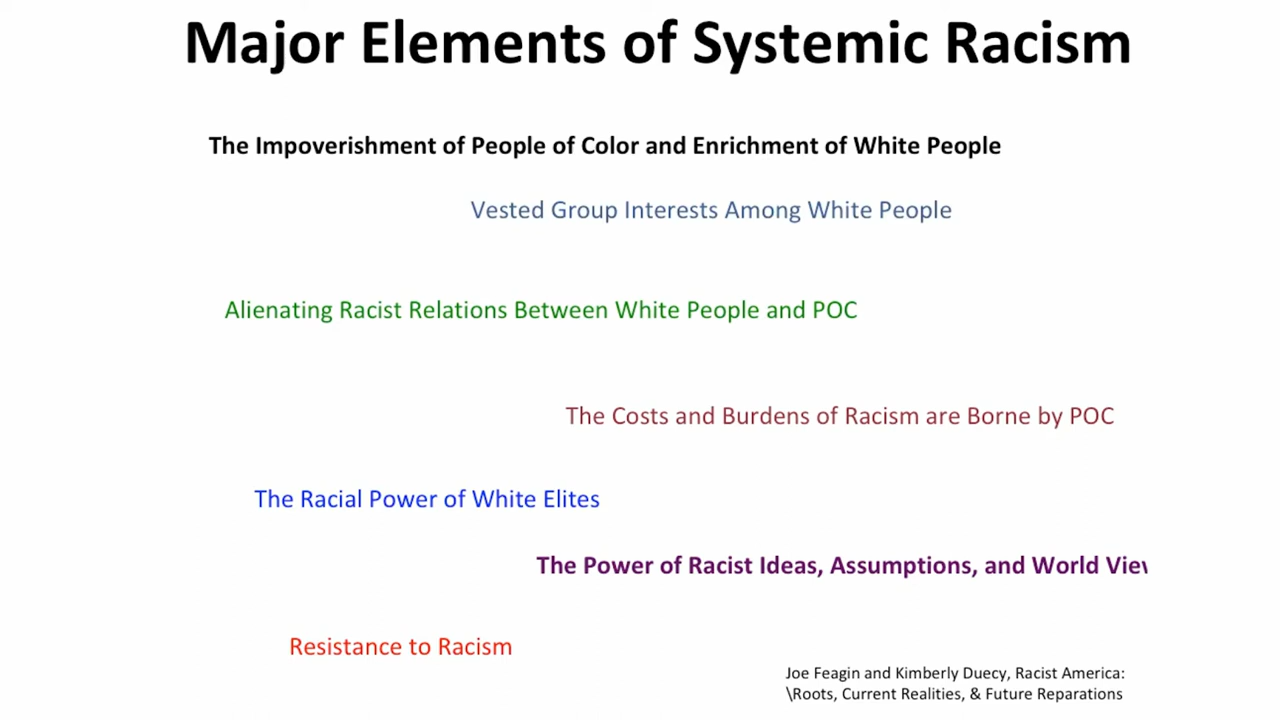 Major Elements of Systemic Racism
The Impoverishment of People of Color and Enrichment of White People
Vested Group Interests Among White People
Alienating Racist Relations Between White People and POC
The Costs and Burdens of Racism are Borne by POC
The Racial Power of White Elites
The Power of Racist Ideas, Assumptions, and World
Resistance to Racism
Joe Feagin and Kimberly Duecy, Racist America:
\Roots, Current Realities, & Future Reparations